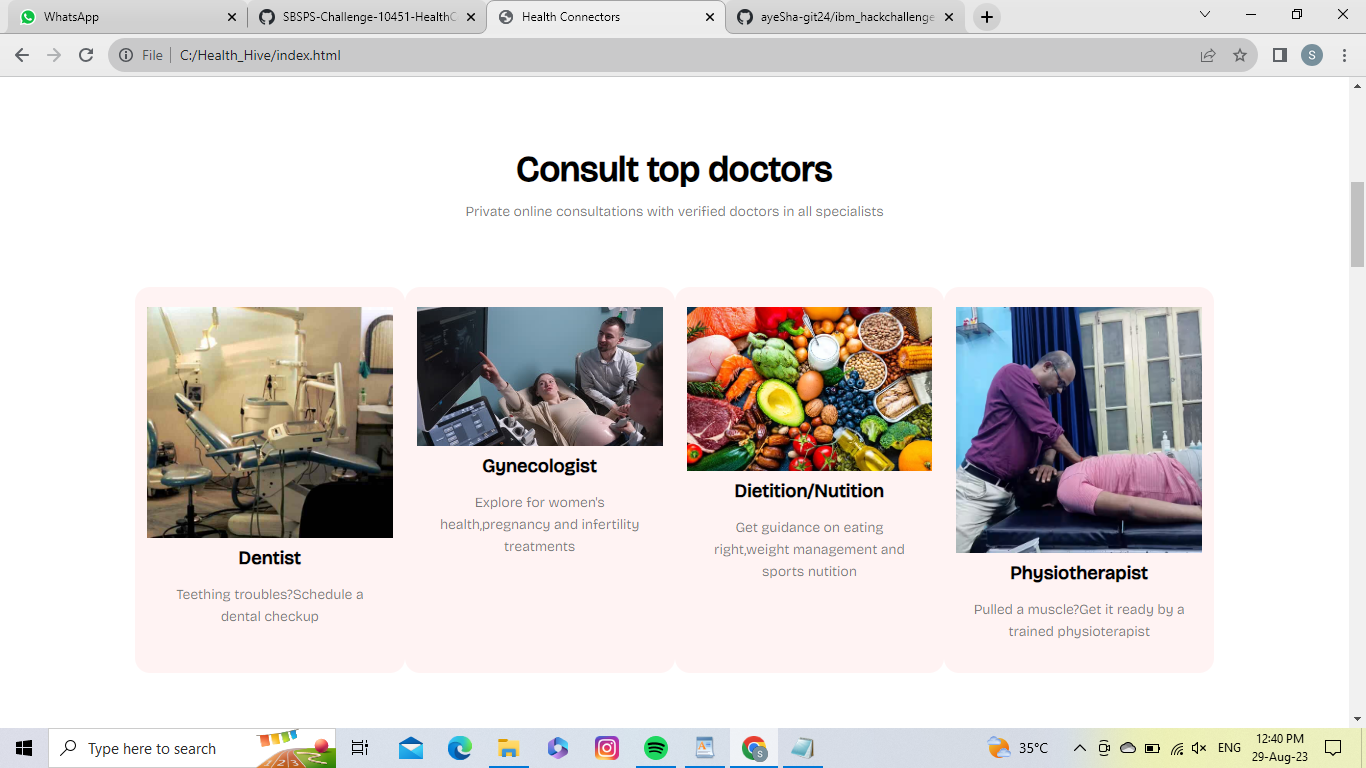 WhatsApp
SBSPS-Challenge-10451-HealthC
Health Connectors
ayeSha-git24/ibm_hackchallenge
File
C:/Health_Hive/index.html
S
Consult top doctors
Private online consultations with verified doctors in all specialists
Dentist
Teething troubles?Schedule a
dental checkup
Gynecologist
Explore for women's
health,pregnancy and infertility
treatments
Dietition/Nutition
Get guidance on eating
right,weight management and
sports nutition
Physiotherapist
Pulled a muscle?Get it ready by a
trained physioterapist
Type here to search
S
35°C
ENG
12:40 PM
29-Aug-23